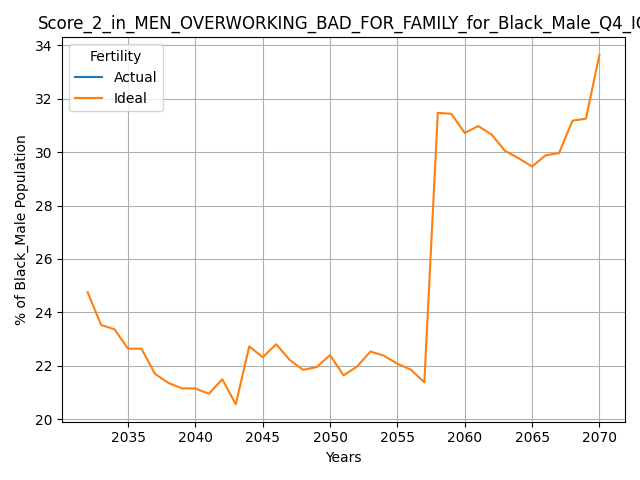 Score_2_in_MEN_OVERWORKING_BAD_FOR_FAMILY_for_Black_Male_Q4_IQ
Fertility
Actual
Ideal
34
32
30
28
26
24
22
20
% of Black_Male Population
2035 2040 2045 2050 2055 2060 2065 2070
Years